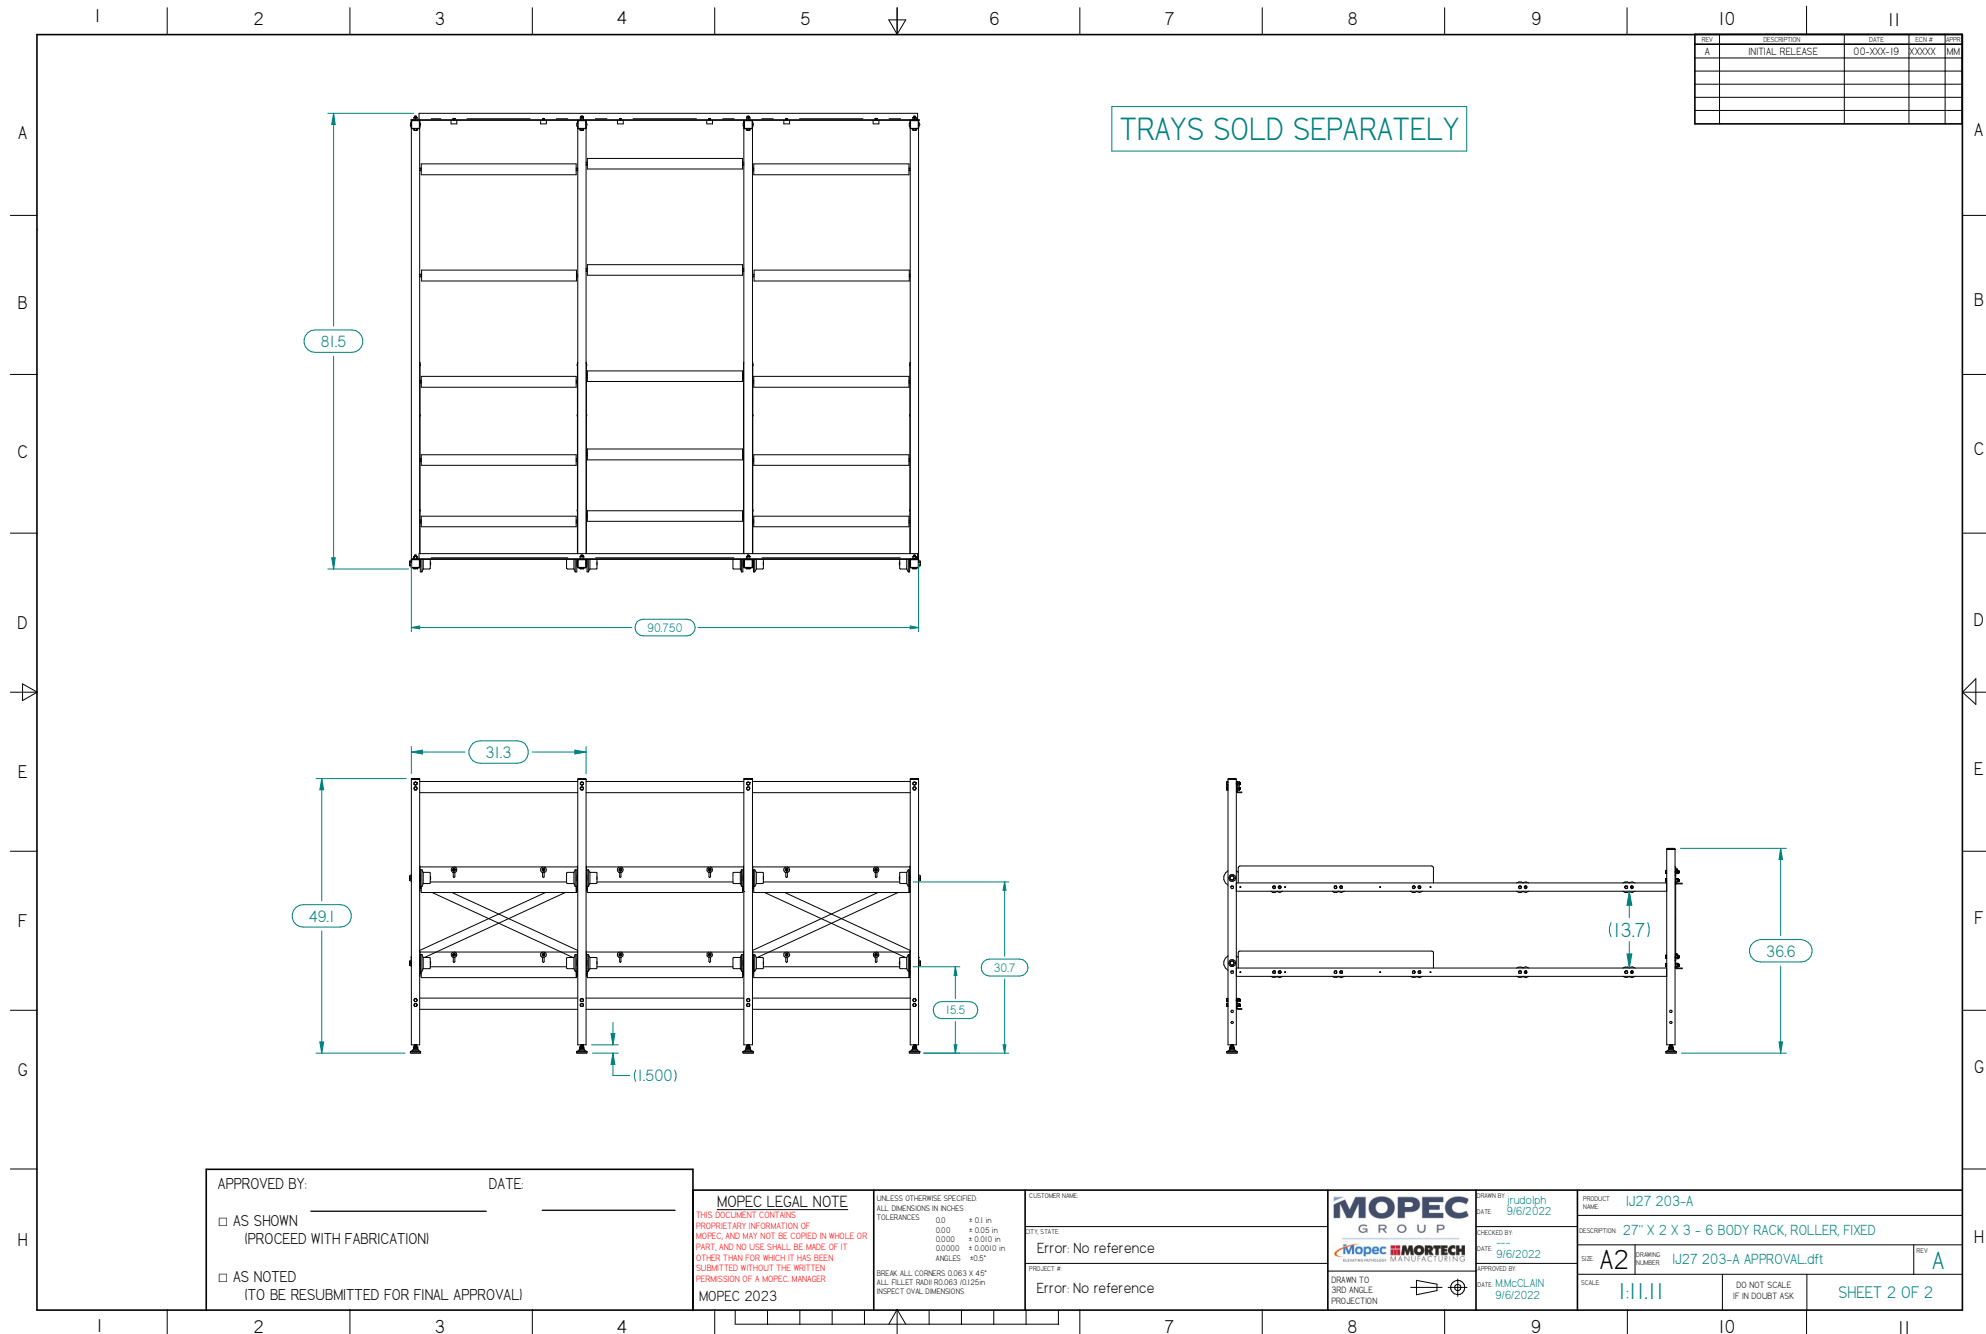 1 2 3 4 5 6 7 8 9 10 11
REV DESCRIPTION DATE ECN # APPR
A INITIAL RELEASE 00-XXX-19 XXXXX MM
TRAYS SOLD SEPARATELY
A A
B B
C C
D D
E E
F F
G G
H H
81.5
90.750
31.3
49.1
30.7
15.5
(1.500)
(13.7)
36.6
APPROVED BY: DATE:
□ AS SHOWN
(PROCEED WITH FABRICATION)
□ AS NOTED
(TO BE RESUBMITTED FOR FINAL APPROVAL)
MOPEC LEGAL NOTE
THIS DOCUMENT CONTAINS
PROPRIETARY INFORMATION OF
MOPEC, AND MAY NOT BE COPIED IN WHOLE OR
PART, AND NO USE SHALL BE MADE OF IT
OTHER THAN FOR WHICH IT HAS BEEN
SUBMITTED WITHOUT THE WRITTEN
PERMISSION OF A MOPEC MANAGER
MOPEC 2023
UNLESS OTHERWISE SPECIFIED:
ALL DIMENSIONS IN INCHES
TOLERANCES
0.0 ± 0.1 in
0.00 ± 0.05 in
0.000 ± 0.010 in
0.0000 ± 0.0010 in
ANGLES ±0.5°
BREAK ALL CORNERS 0.063 X 45°
ALL FILLET RADII R0.063 /0.125in
INSPECT OVAL DIMENSIONS
CUSTOMER NAME:
CITY, STATE:
Error: No reference
PROJECT #:
Error: No reference
MOPEC
GROUP
Mopec MORTECH
ELEVATING PATHOLOGY MANUFACTURING
DRAWN TO
3RD ANGLE
PROJECTION
DRAWN BY: jrudolph
DATE: 9/6/2022
CHECKED BY:
----
DATE: 9/6/2022
APPROVED BY:
DATE: M.McCLAIN
9/6/2022
PRODUCT NAME: IJ27 203-A
DESCRIPTION: 27" X 2 X 3 - 6 BODY RACK, ROLLER, FIXED
SIZE: A2 DRAWING NUMBER: IJ27 203-A APPROVAL.dft REV: A
SCALE: 1:11.11
DO NOT SCALE
IF IN DOUBT ASK
SHEET 2 OF 2
1 2 3 4 7 8 9 10 11